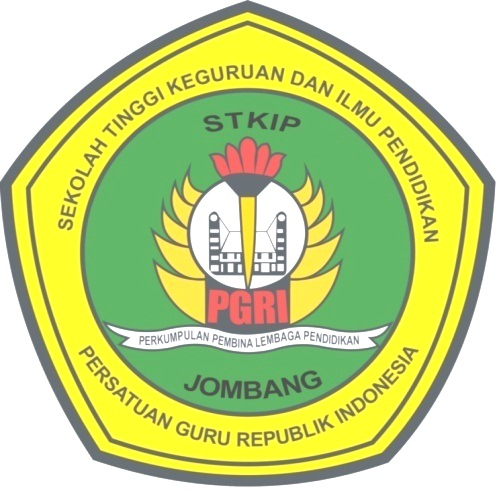 SEKOLAH TINGGI KEGURUAN DAN ILMU PENDIDIKAN
STKIP
PGRI
PERKUMPULAN PEMBINA LEMBAGA PENDIDIKAN
JOMBANG
PERSATUAN GURU REPUBLIK INDONESIA